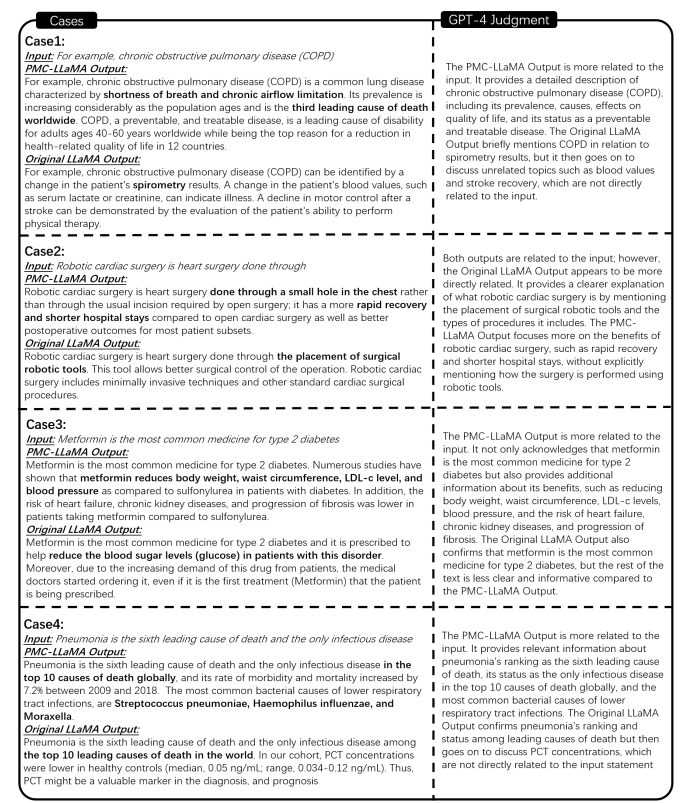 Cases
GPT-4 Judgment
Case1:
Input: For example, chronic obstructive pulmonary disease (COPD)
PMC-LLaMA Output:
For example, chronic obstructive pulmonary disease (COPD) is a common lung disease
characterized by shortness of breath and chronic airflow limitation. Its prevalence is
increasing considerably as the population ages and is the third leading cause of death
worldwide. COPD, a preventable, and treatable disease, is a leading cause of disability
for adults ages 40-60 years worldwide while being the top reason for a reduction in
health-related quality of life in 12 countries.
Original LLaMA Output:
For example, chronic obstructive pulmonary disease (COPD) can be identified by a
change in the patient's spirometry results. A change in the patient's blood values, such
as serum lactate or creatinine, can indicate illness. A decline in motor control after a
stroke can be demonstrated by the evaluation of the patient's ability to perform
physical therapy.
The PMC-LLaMA Output is more related to the
input. It provides a detailed description of
chronic obstructive pulmonary disease (COPD),
including its prevalence, causes, effects on
quality of life, and its status as a preventable
and treatable disease. The Original LLaMA
Output briefly mentions COPD in relation to
spirometry results, but it then goes on to
discuss unrelated topics such as blood values
and stroke recovery, which are not directly
related to the input.
Case2:
Input: Robotic cardiac surgery is heart surgery done through
PMC-LLaMA Output:
Robotic cardiac surgery is heart surgery done through a small hole in the chest rather
than through the usual incision required by open surgery; it has a more rapid recovery
and shorter hospital stays compared to open cardiac surgery as well as better
postoperative outcomes for most patient subsets.
Original LLaMA Output:
Robotic cardiac surgery is heart surgery done through the placement of surgical
robotic tools. This tool allows better surgical control of the operation. Robotic cardiac
surgery includes minimally invasive techniques and other standard cardiac surgical
procedures.
Both outputs are related to the input; however,
the Original LLaMA Output appears to be more
directly related. It provides a clearer explanation
of what robotic cardiac surgery is by mentioning
the placement of surgical robotic tools and the
types of procedures it includes. The PMC-
LLaMA Output focuses more on the benefits of
robotic cardiac surgery, such as rapid recovery
and shorter hospital stays, without explicitly
mentioning how the surgery is performed using
robotic tools.
Case3:
Input: Metformin is the most common medicine for type 2 diabetes
PMC-LLaMA Output:
Metformin is the most common medicine for type 2 diabetes. Numerous studies have
shown that metformin reduces body weight, waist circumference, LDL-c level, and
blood pressure as compared to sulfonylurea in patients with diabetes. In addition, the
risk of heart failure, chronic kidney diseases, and progression of fibrosis was lower in
patients taking metformin compared to sulfonylurea.
Original LLaMA Output:
Metformin is the most common medicine for type 2 diabetes and it is prescribed to
help reduce the blood sugar levels (glucose) in patients with this disorder.
Moreover, due to the increasing demand of this drug from patients, the medical
doctors started ordering it, even if it is the first treatment (Metformin) that the patient
is being prescribed.
The PMC-LLaMA Output is more related to the
input. It not only acknowledges that metformin
is the most common medicine for type 2
diabetes but also provides additional
information about its benefits, such as reducing
body weight, waist circumference, LDL-c levels,
blood pressure, and the risk of heart failure,
chronic kidney diseases, and progression of
fibrosis. The Original LLaMA Output also
confirms that metformin is the most common
medicine for type 2 diabetes, but the rest of the
text is less clear and informative compared to
the PMC-LLaMA Output.
Case4:
Input: Pneumonia is the sixth leading cause of death and the only infectious disease
PMC-LLaMA Output:
Pneumonia is the sixth leading cause of death and the only infectious disease in the
top 10 causes of death globally, and its rate of morbidity and mortality increased by
7.2% between 2009 and 2018. The most common bacterial causes of lower respiratory
tract infections, are Streptococcus pneumoniae, Haemophilus influenzae, and
Moraxella.
Original LLaMA Output:
Pneumonia is the sixth leading cause of death and the only infectious disease among
the top 10 leading causes of death in the world. In our cohort, PCT concentrations
were lower in healthy controls (median, 0.05 ng/mL; range, 0.034-0.12 ng/mL). Thus,
PCT might be a valuable marker in the diagnosis, and prognosis
The PMC-LLaMA Output is more related to the
input. It provides relevant information about
pneumonia's ranking as the sixth leading cause
of death, its status as the only infectious disease
in the top 10 causes of death globally, and the
most common bacterial causes of lower
respiratory tract infections. The Original LLaMA
Output confirms pneumonia's ranking and
status among leading causes of death but then
goes on to discuss PCT concentrations, which
are not directly related to the input statement